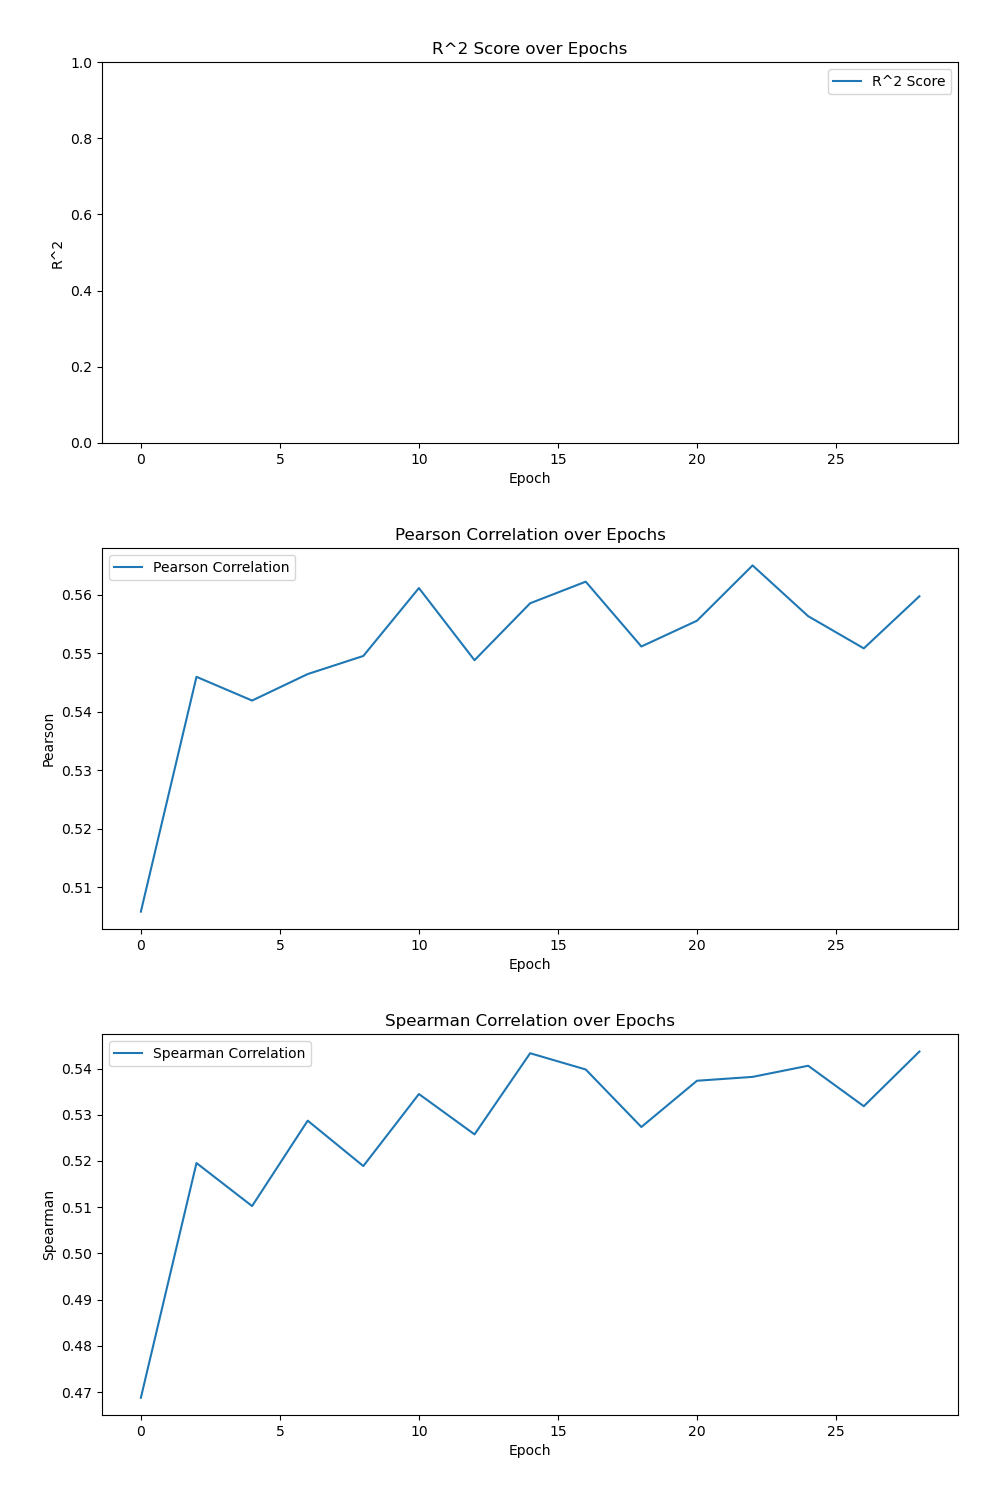 R^2 Score over Epochs
1.0
R^2 Score
0.8
0.6
R^2
0.4
0.2
0.0
0 5 10 15 20 25
Epoch
Pearson Correlation over Epochs
Pearson Correlation
0.56
0.55
0.54
Pearson
0.53
0.52
0.51
0 5 10 15 20 25
Epoch
Spearman Correlation over Epochs
Spearman Correlation
0.54
0.53
0.52
0.51
Spearman
0.50
0.49
0.48
0.47
0 5 10 15 20 25
Epoch